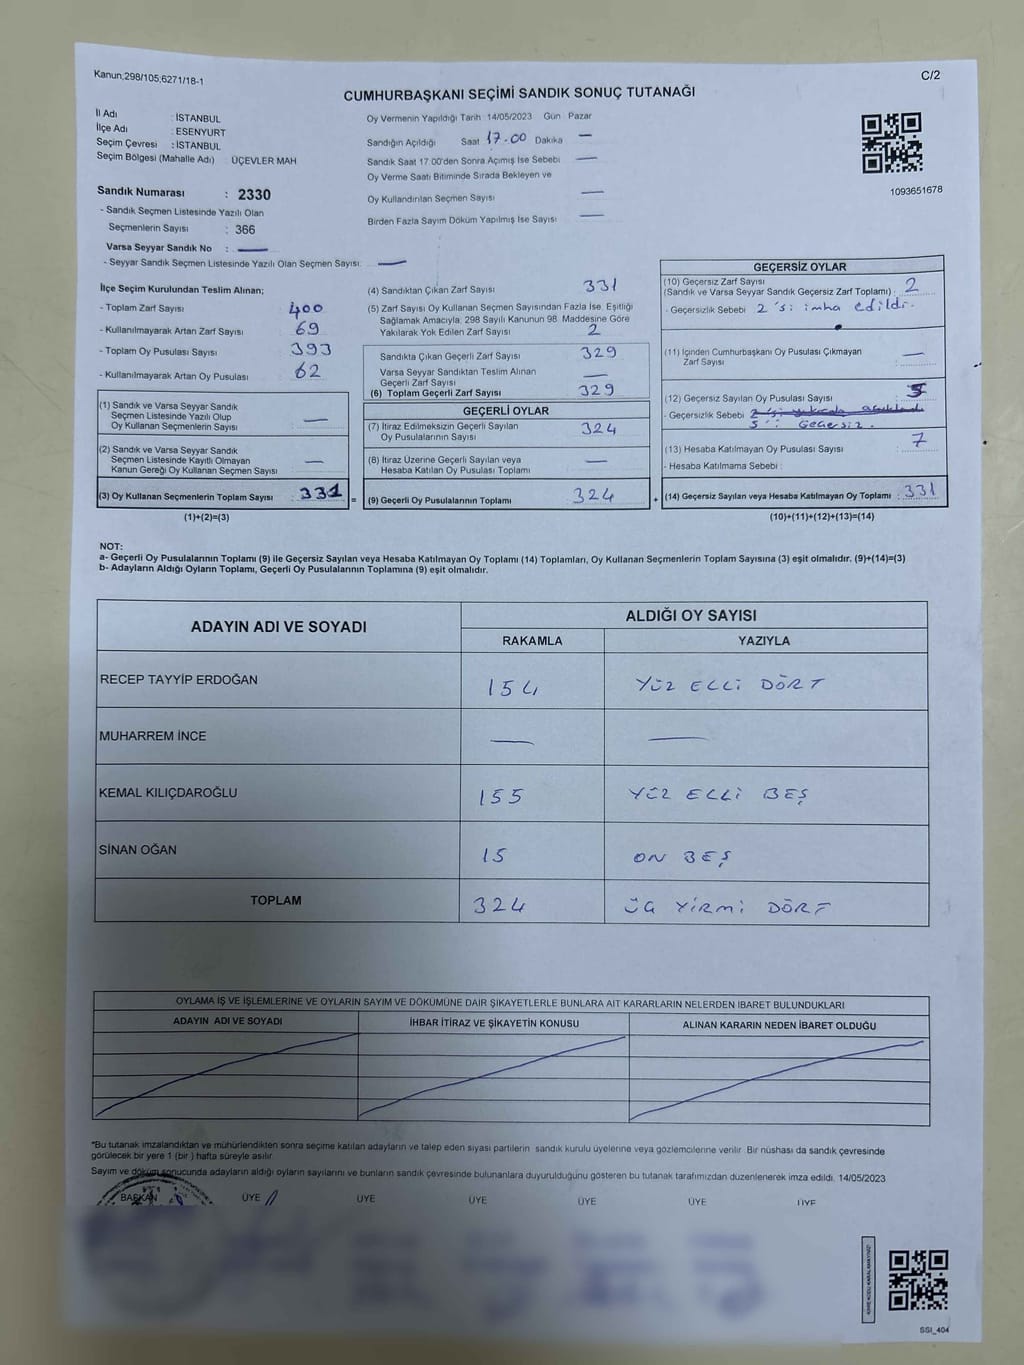 Kanun;298/105;6271/18-1
C/2
CUMHURBAŞKANI SEÇİMİ SANDIK SONUÇ TUTANAĞI
İl Adı : İSTANBUL
İlçe Adı : ESENYURT
Seçim Çevresi : İSTANBUL
Seçim Bölgesi (Mahalle Adı) : ÜÇEVLER MAH
Sandık Numarası : 2330
- Sandık Seçmen Listesinde Yazılı Olan
Seçmenlerin Sayısı : 366
Varsa Seyyar Sandık No : —
- Seyyar Sandık Seçmen Listesinde Yazılı Olan Seçmen Sayısı: —
Oy Vermenin Yapıldığı Tarih 14/05/2023 Gün Pazar
Sandığın Açıldığı Saat 17.00 Dakika —
Sandık Saat 17:00'den Sonra Açımış İse Sebebi —
Oy Verme Saati Bitiminde Sırada Bekleyen ve
Oy Kullandırılan Seçmen Sayısı —
Birden Fazla Sayım Döküm Yapılmış İse Sayısı —
1093651678
İlçe Seçim Kurulundan Teslim Alınan;
- Toplam Zarf Sayısı : 400
- Kullanılmayarak Artan Zarf Sayısı : 69
- Toplam Oy Pusulası Sayısı : 393
- Kullanılmayarak Artan Oy Pusulası : 62
(1) Sandık ve Varsa Seyyar Sandık
Seçmen Listesinde Yazılı Olup
Oy Kullanan Seçmenlerin Sayısı : —
(2) Sandık ve Varsa Seyyar Sandık
Seçmen Listesinde Kayıtlı Olmayan
Kanun Gereği Oy Kullanan Seçmen Sayısı : —
(3) Oy Kullanan Seçmenlerin Toplam Sayısı : 331 =
(1)+(2)=(3)
(4) Sandıktan Çıkan Zarf Sayısı : 331
(5) Zarf Sayısı Oy Kullanan Seçmen Sayısından Fazla İse, Eşitliği
Sağlamak Amacıyla, 298 Sayılı Kanunun 98. Maddesine Göre
Yakılarak Yok Edilen Zarf Sayısı : 2
Sandıkta Çıkan Geçerli Zarf Sayısı : 329
Varsa Seyyar Sandıktan Teslim Alınan
Geçerli Zarf Sayısı : —
(6) Toplam Geçerli Zarf Sayısı : 329
GEÇERLİ OYLAR
(7) İtiraz Edilmeksizin Geçerli Sayılan
Oy Pusulalarının Sayısı : 324
(8) İtiraz Üzerine Geçerli Sayılan veya
Hesaba Katılan Oy Pusulası Toplamı : —
(9) Geçerli Oy Pusulalarının Toplamı : 324 +
GEÇERSİZ OYLAR
(10) Geçersiz Zarf Sayısı
(Sandık ve Varsa Seyyar Sandık Geçersiz Zarf Toplamı) : 2
- Geçersizlik Sebebi 2 'si imha edildi.
(11) İçinden Cumhurbaşkanı Oy Pusulası Çıkmayan
Zarf Sayısı : —
(12) Geçersiz Sayılan Oy Pusulası Sayısı : 5
- Geçersizlik Sebebi
5 'i Geçersiz.
(13) Hesaba Katılmayan Oy Pusulası Sayısı : 7
- Hesaba Katılmama Sebebi :
(14) Geçersiz Sayılan veya Hesaba Katılmayan Oy Toplamı : 331
(10)+(11)+(12)+(13)=(14)
NOT:
a- Geçerli Oy Pusulalarının Toplamı (9) ile Geçersiz Sayılan veya Hesaba Katılmayan Oy Toplamı (14) Toplamları, Oy Kullanan Seçmenlerin Toplam Sayısına (3) eşit olmalıdır. (9)+(14)=(3)
b- Adayların Aldığı Oyların Toplamı, Geçerli Oy Pusulalarının Toplamına (9) eşit olmalıdır.
ADAYIN ADI VE SOYADI
ALDIĞI OY SAYISI
RAKAMLA YAZIYLA
RECEP TAYYİP ERDOĞAN 154 YÜZ ELLİ DÖRT
MUHARREM İNCE — —
KEMAL KILIÇDAROĞLU 155 YÜZ ELLİ BEŞ
SİNAN OĞAN 15 ON BEŞ
TOPLAM 324 ÜÇ YİRMİ DÖRT
OYLAMA İŞ VE İŞLEMLERİNE VE OYLARIN SAYIM VE DÖKÜMÜNE DAİR ŞİKAYETLERLE BUNLARA AİT KARARLARIN NELERDEN İBARET BULUNDUKLARI
ADAYIN ADI VE SOYADI İHBAR İTİRAZ VE ŞİKAYETİN KONUSU ALINAN KARARIN NEDEN İBARET OLDUĞU
*Bu tutanak imzalandıktan ve mühürlendikten sonra seçime katılan adayların ve talep eden siyasi partilerin sandık kurulu üyelerine veya gözlemcilerine verilir. Bir nüshası da sandık çevresinde
görülecek bir yere 1 (bir ) hafta süreyle asılır.
Sayım ve döküm sonucunda adayların aldığı oyların sayılarını ve bunların sandık çevresinde bulunanlara duyurulduğunu gösteren bu tutanak tarafımızdan düzenlenerek imza edildi. 14/05/2023
BAŞKAN ÜYE ÜYE ÜYE ÜYE ÜYE ÜYE
SSI_404